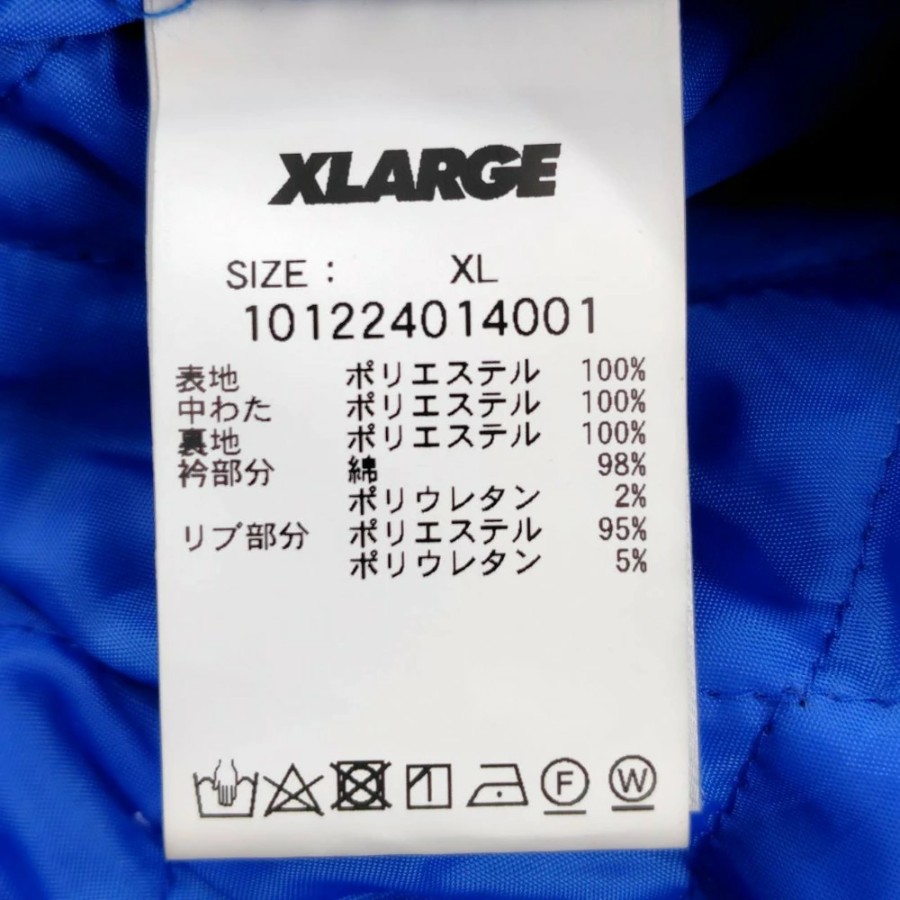 XLARGE
SIZE : XL
101224014001
表地 ポリエステル 100%
中わた ポリエステル 100%
裏地 ポリエステル 100%
衿部分 綿 98%
ポリウレタン 2%
リブ部分 ポリエステル 95%
ポリウレタン 5%
F W